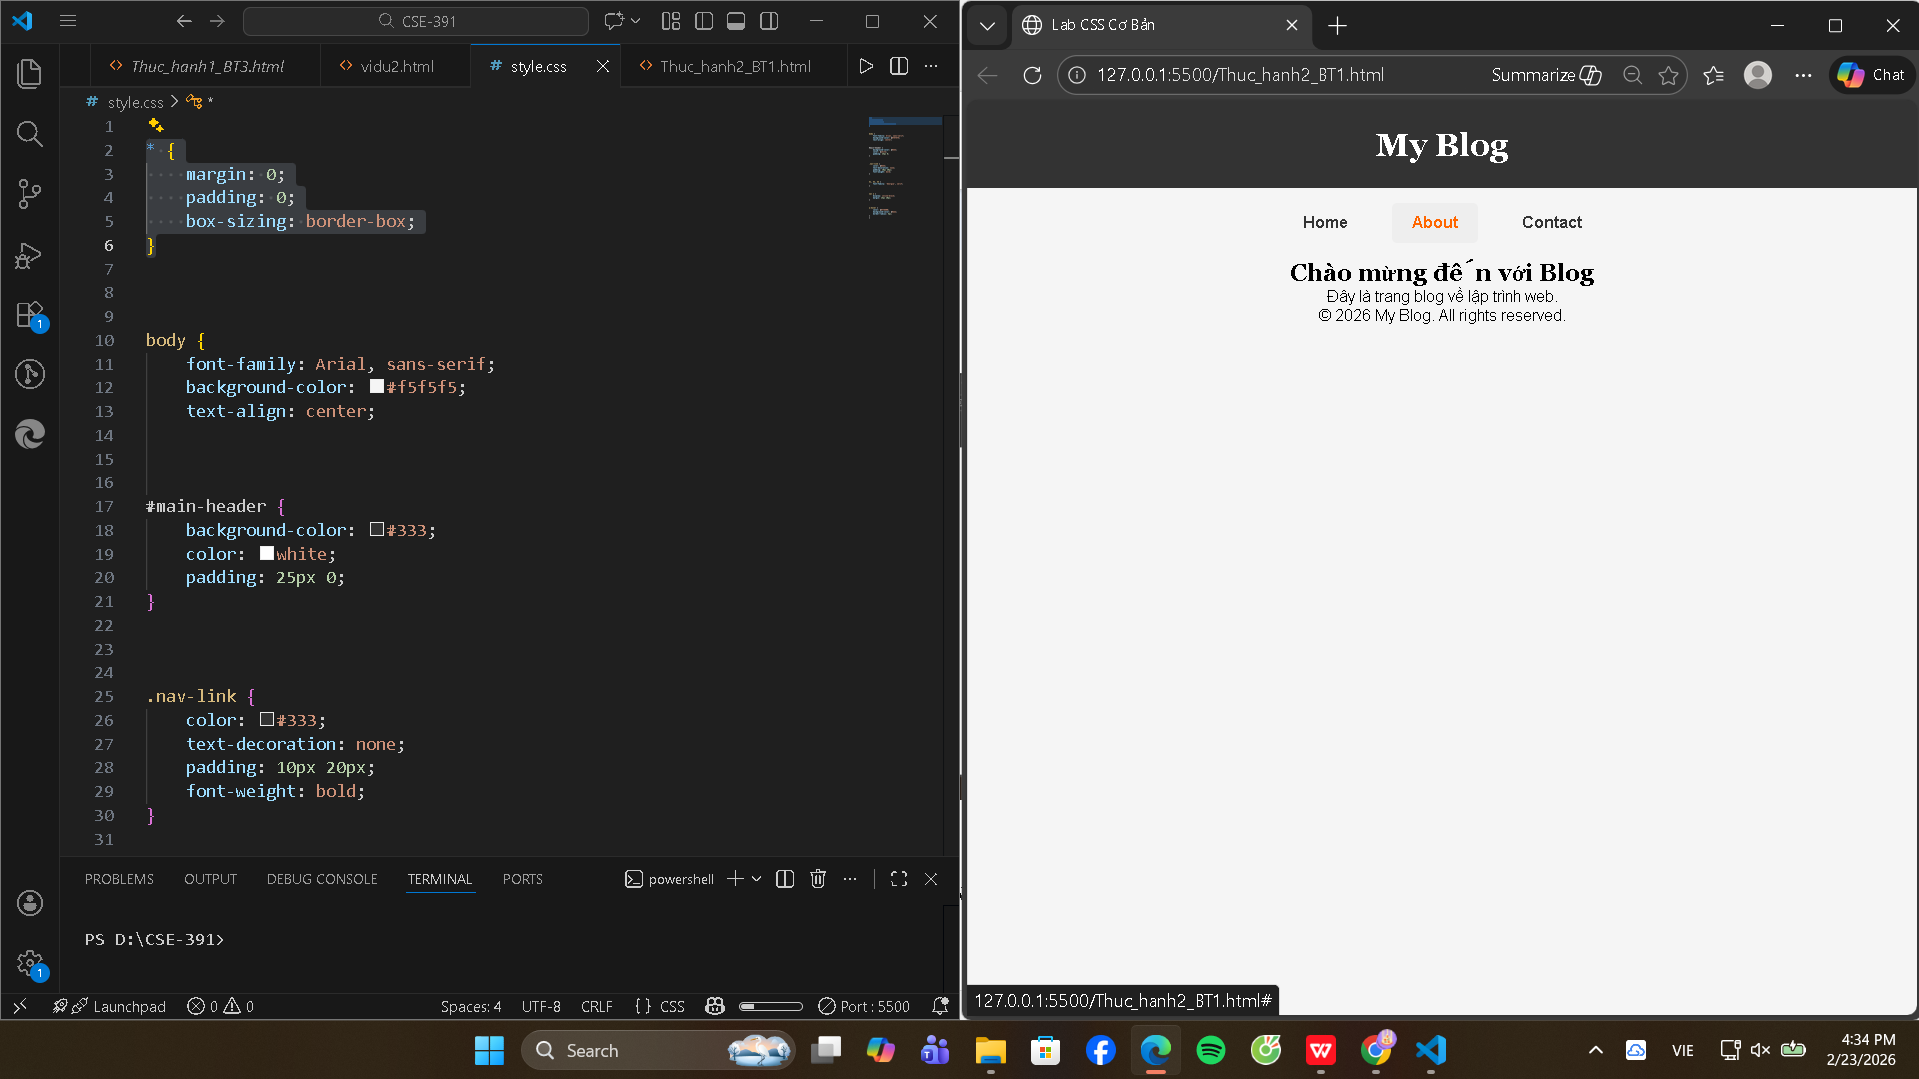 CSE-391
Thuc_hanh1_BT3.html
vidu2.html
# style.css
Thuc_hanh2_BT1.html
# style.css > *
1
2 * {
3 margin: 0;
4 padding: 0;
5 box-sizing: border-box;
6 }
7
8
9
10 body {
11 font-family: Arial, sans-serif;
12 background-color: #f5f5f5;
13 text-align: center;
14
15
16
17 #main-header {
18 background-color: #333;
19 color: white;
20 padding: 25px 0;
21 }
22
23
24
25 .nav-link {
26 color: #333;
27 text-decoration: none;
28 padding: 10px 20px;
29 font-weight: bold;
30 }
31
PROBLEMS OUTPUT DEBUG CONSOLE TERMINAL PORTS
powershell
PS D:\CSE-391>
1
1
Launchpad 0 0
Spaces: 4 UTF-8 CRLF {} CSS Port : 5500
Lab CSS Cơ Bản
127.0.0.1:5500/Thuc_hanh2_BT1.html
Summarize
Chat
My Blog
Home About Contact
Chào mừng đến với Blog
Đây là trang blog về lập trình web.
© 2026 My Blog. All rights reserved.
127.0.0.1:5500/Thuc_hanh2_BT1.html#
Search
VIE
4:34 PM
2/23/2026